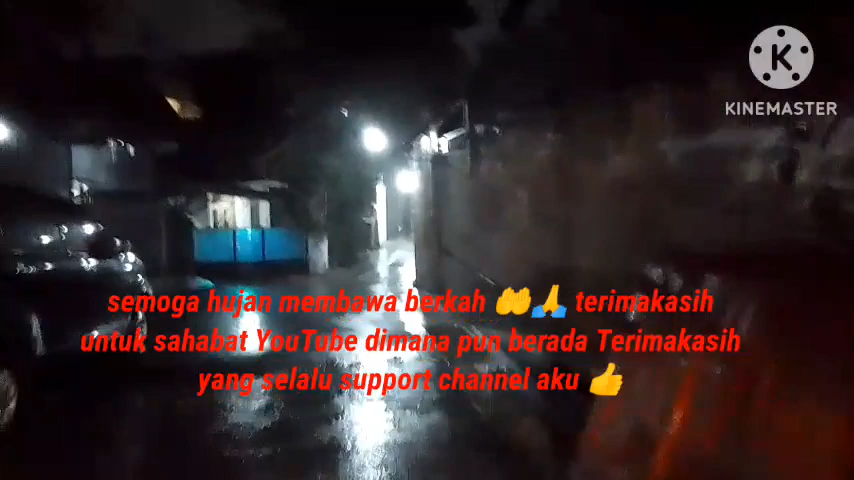 K
KINEMASTER
semoga hujan membawa berkah 🤲🙏 terimakasih
untuk sahabat YouTube dimana pun berada Terimakasih
yang selalu support channel aku 👍